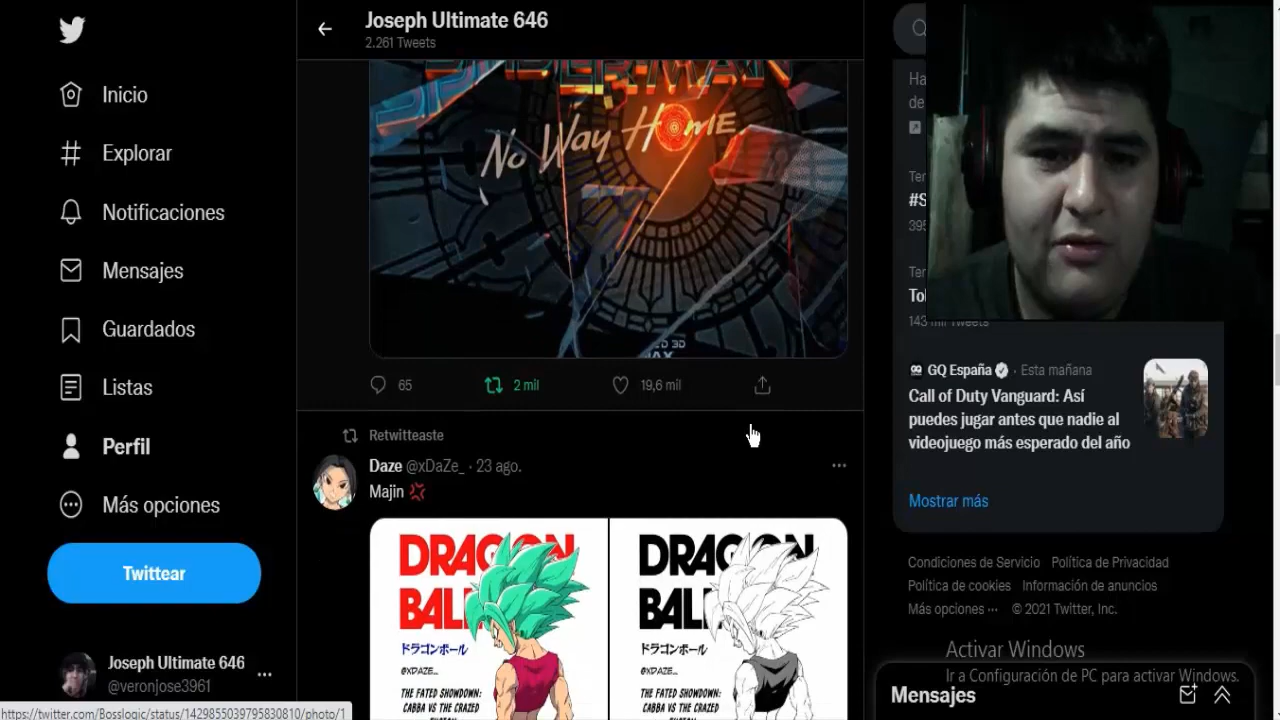 Joseph Ultimate 646
2.261 Tweets
Inicio
Explorar
Notificaciones
Mensajes
Guardados
Listas
Perfil
Más opciones
Twittear
Joseph Ultimate 646
@veronjose3961
https://twitter.com/Bosslogic/status/1429855039795830810/photo/1
No Way Home
65
2 mil
19,6 mil
Retwitteaste
Daze @xDaZe_ · 23 ago.
Majin
DRAGON
BALL
ドラゴンボール
@XDAZE_
THE FATED SHOWDOWN:
CABBA VS THE CRAZED
DRAGON
BALL
ドラゴンボール
@XDAZE_
THE FATED SHOWDOWN:
CABBA VS THE CRAZED
GQ España · Esta mañana
Call of Duty Vanguard: Así
puedes jugar antes que nadie al
videojuego más esperado del año
Mostrar más
Condiciones de Servicio Política de Privacidad
Política de cookies Información de anuncios
Más opciones ··· © 2021 Twitter, Inc.
Activar Windows
Ir a Configuración de PC para activar Windows.
Mensajes